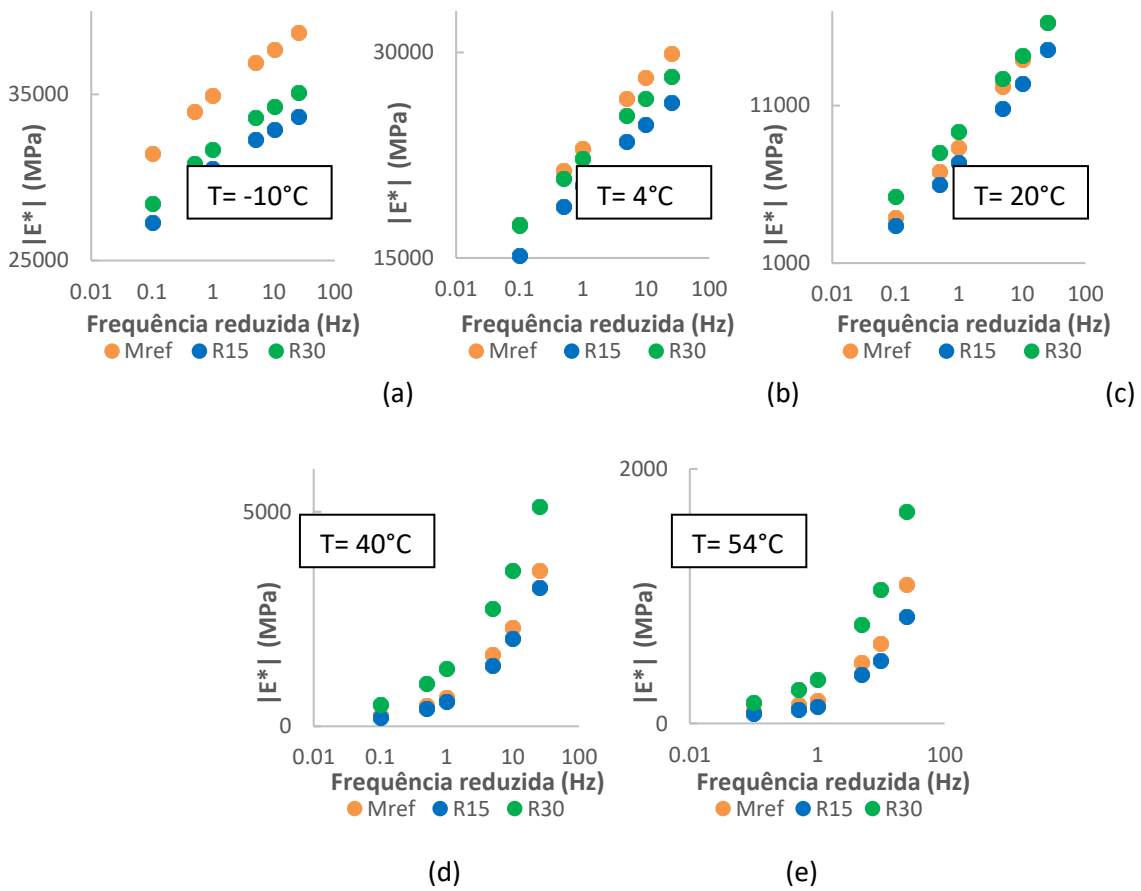 |E*| (MPa)
35000
25000
T= -10°C
0.01 0.1 1 10 100
Frequência reduzida (Hz)
Mref R15 R30
(a)
|E*| (MPa)
30000
15000
T= 4°C
0.01 0.1 1 10 100
Frequência reduzida (Hz)
Mref R15 R30
(b)
|E*| (MPa)
11000
1000
T= 20°C
0.01 0.1 1 10 100
Frequência reduzida (Hz)
Mref R15 R30
(c)
|E*| (MPa)
5000
0
T= 40°C
0.01 0.1 1 10 100
Frequência reduzida (Hz)
Mref R15 R30
(d)
|E*| (MPa)
2000
0
T= 54°C
0.01 1 100
Frequência reduzida (Hz)
Mref R15 R30
(e)